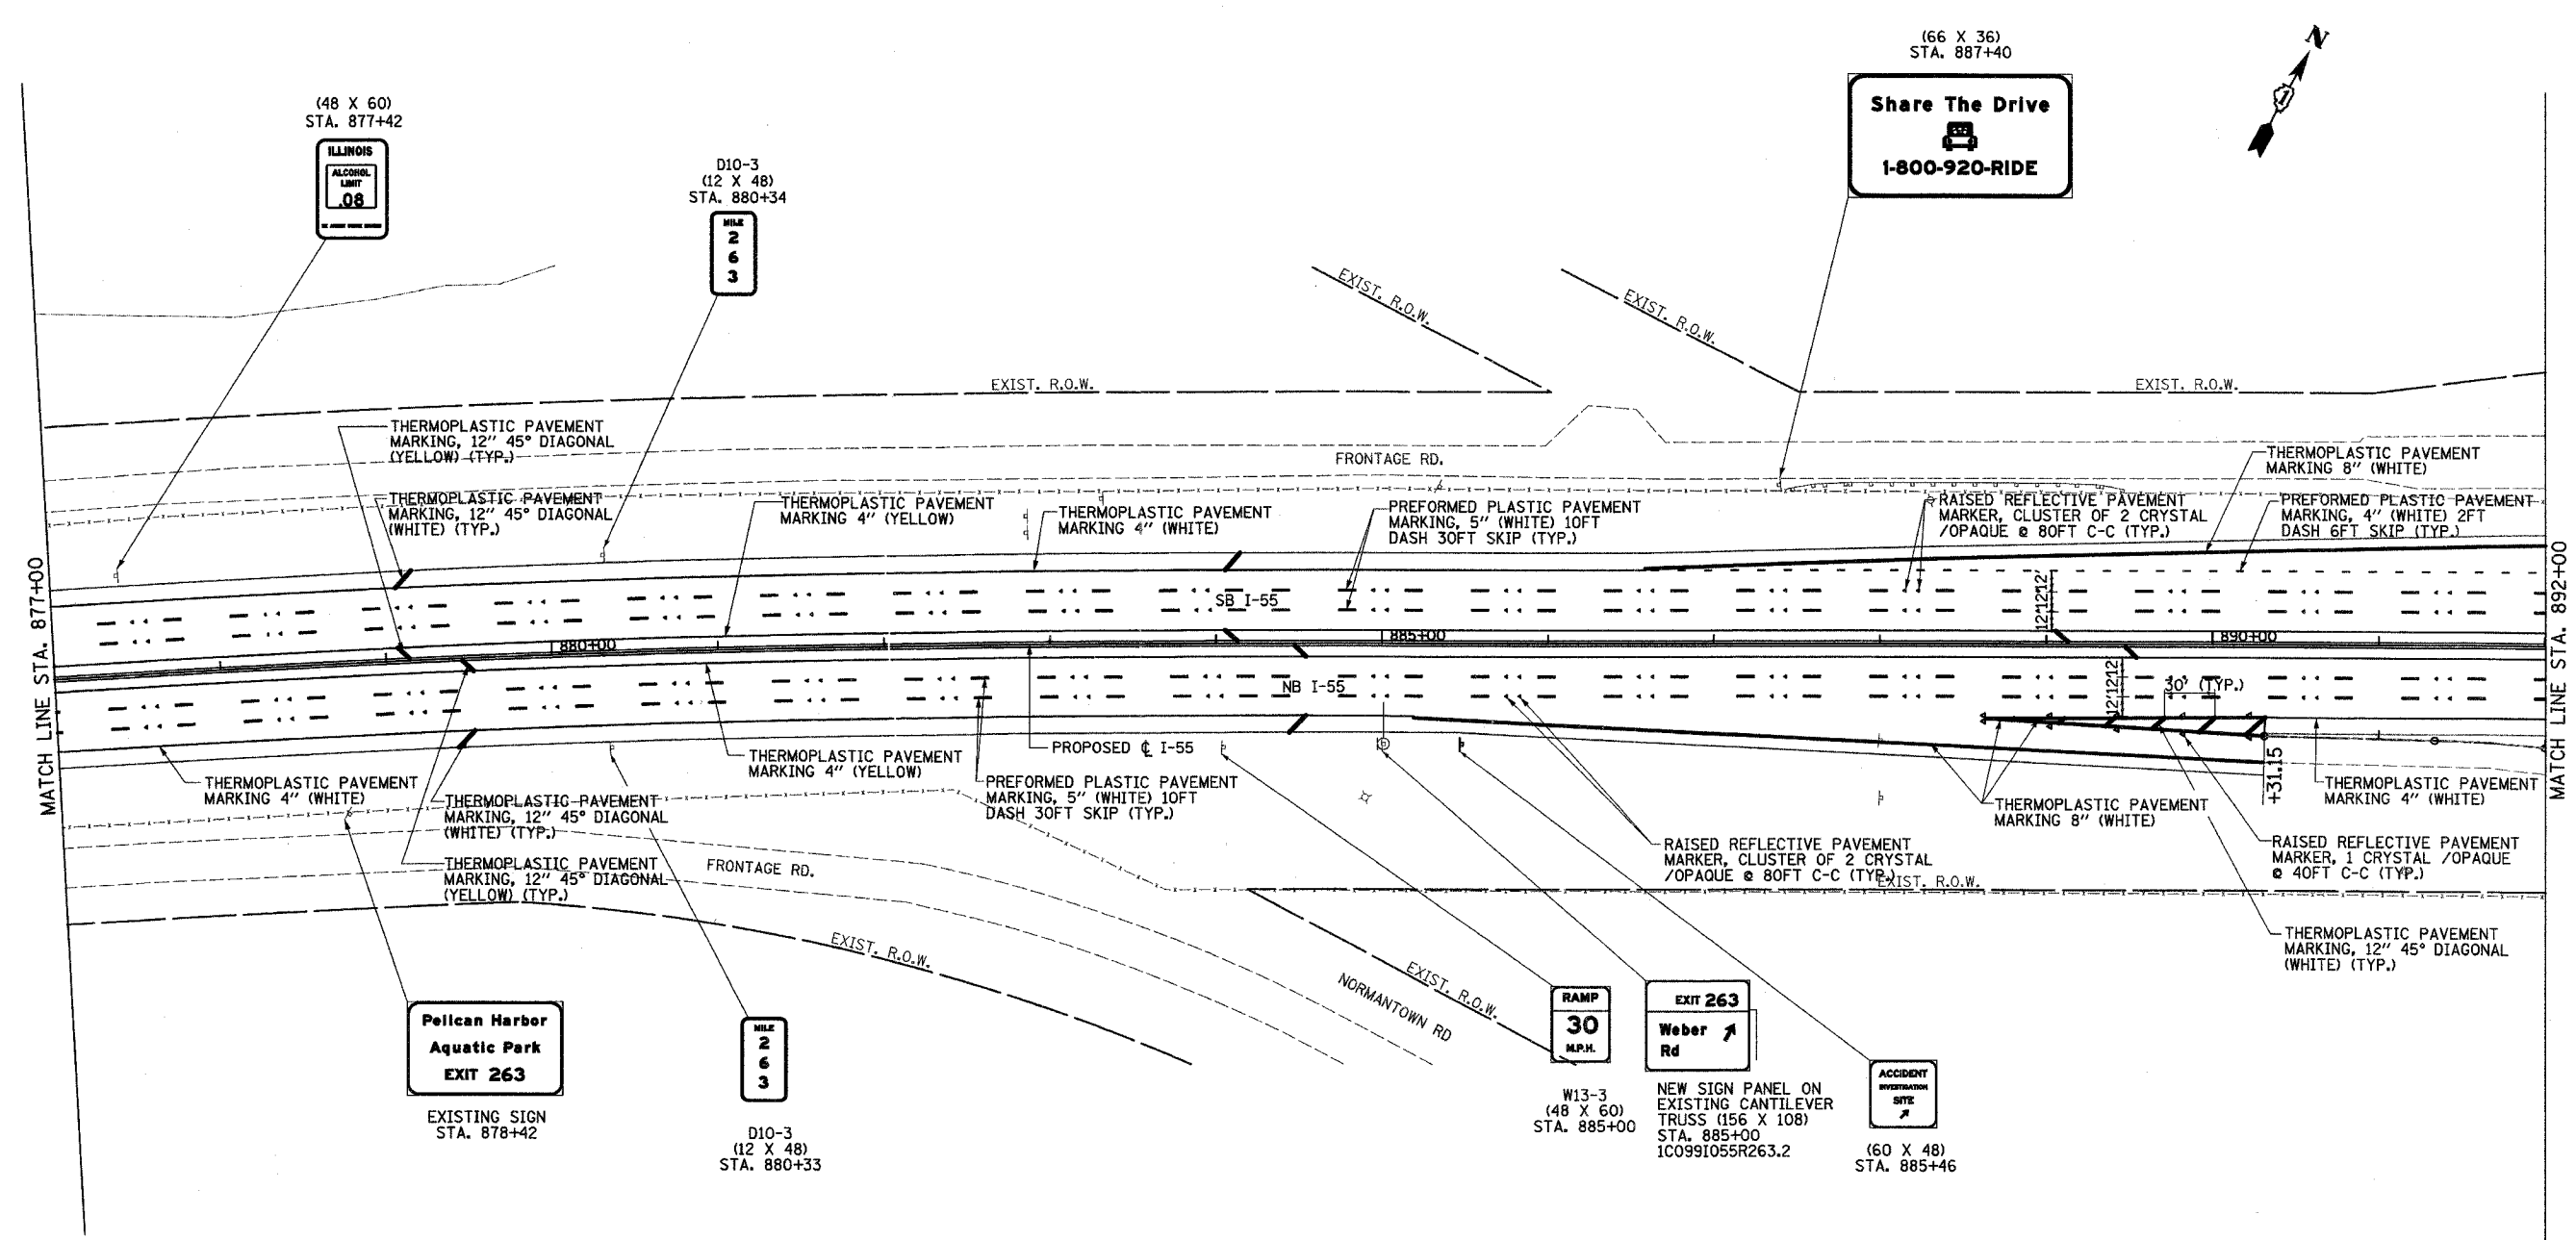 (66 X 36)
STA. 887+40
N
1
Share The Drive
1-800-920-RIDE
(48 X 60)
STA. 877+42
ILLINOIS
ALCOHOL
LIMIT
.08
D10-3
(12 X 48)
STA. 880+34
MILE
2
6
3
EXIST. R.O.W.
EXIST. R.O.W.
EXIST. R.O.W.
EXIST. R.O.W.
THERMOPLASTIC PAVEMENT
MARKING, 12" 45° DIAGONAL
(YELLOW) (TYP.)
FRONTAGE RD.
THERMOPLASTIC PAVEMENT
MARKING 8" (WHITE)
THERMOPLASTIC PAVEMENT
MARKING, 12" 45° DIAGONAL
(WHITE) (TYP.)
THERMOPLASTIC PAVEMENT
MARKING 4" (YELLOW)
THERMOPLASTIC PAVEMENT
MARKING 4" (WHITE)
PREFORMED PLASTIC PAVEMENT
MARKING, 5" (WHITE) 10FT
DASH 30FT SKIP (TYP.)
RAISED REFLECTIVE PAVEMENT
MARKER, CLUSTER OF 2 CRYSTAL
/OPAQUE @ 80FT C-C (TYP.)
PREFORMED PLASTIC PAVEMENT
MARKING, 4" (WHITE) 2FT
DASH 6FT SKIP (TYP.)
MATCH LINE STA. 877+00
MATCH LINE STA. 892+00
SB I-55
12'12'12'
880+00
885+00
890+00
NB I-55
12'12'12'
30' (TYP.)
+31.15
PROPOSED ℄ I-55
THERMOPLASTIC PAVEMENT
MARKING 4" (YELLOW)
THERMOPLASTIC PAVEMENT
MARKING 4" (WHITE)
THERMOPLASTIC PAVEMENT
MARKING, 12" 45° DIAGONAL
(WHITE) (TYP.)
PREFORMED PLASTIC PAVEMENT
MARKING, 5" (WHITE) 10FT
DASH 30FT SKIP (TYP.)
THERMOPLASTIC PAVEMENT
MARKING 8" (WHITE)
THERMOPLASTIC PAVEMENT
MARKING 4" (WHITE)
THERMOPLASTIC PAVEMENT
MARKING, 12" 45° DIAGONAL
(YELLOW) (TYP.)
FRONTAGE RD.
RAISED REFLECTIVE PAVEMENT
MARKER, CLUSTER OF 2 CRYSTAL
/OPAQUE @ 80FT C-C (TYP.)
EXIST. R.O.W.
RAISED REFLECTIVE PAVEMENT
MARKER, 1 CRYSTAL /OPAQUE
@ 40FT C-C (TYP.)
EXIST. R.O.W.
EXIST. R.O.W.
NORMANTOWN RD
THERMOPLASTIC PAVEMENT
MARKING, 12" 45° DIAGONAL
(WHITE) (TYP.)
Pelican Harbor
Aquatic Park
EXIT 263
EXISTING SIGN
STA. 878+42
MILE
2
6
3
D10-3
(12 X 48)
STA. 880+33
RAMP
30
M.P.H.
W13-3
(48 X 60)
STA. 885+00
EXIT 263
Weber
Rd
NEW SIGN PANEL ON
EXISTING CANTILEVER
TRUSS (156 X 108)
STA. 885+00
1C099I055R263.2
ACCIDENT
INVESTIGATION
SITE
(60 X 48)
STA. 885+46